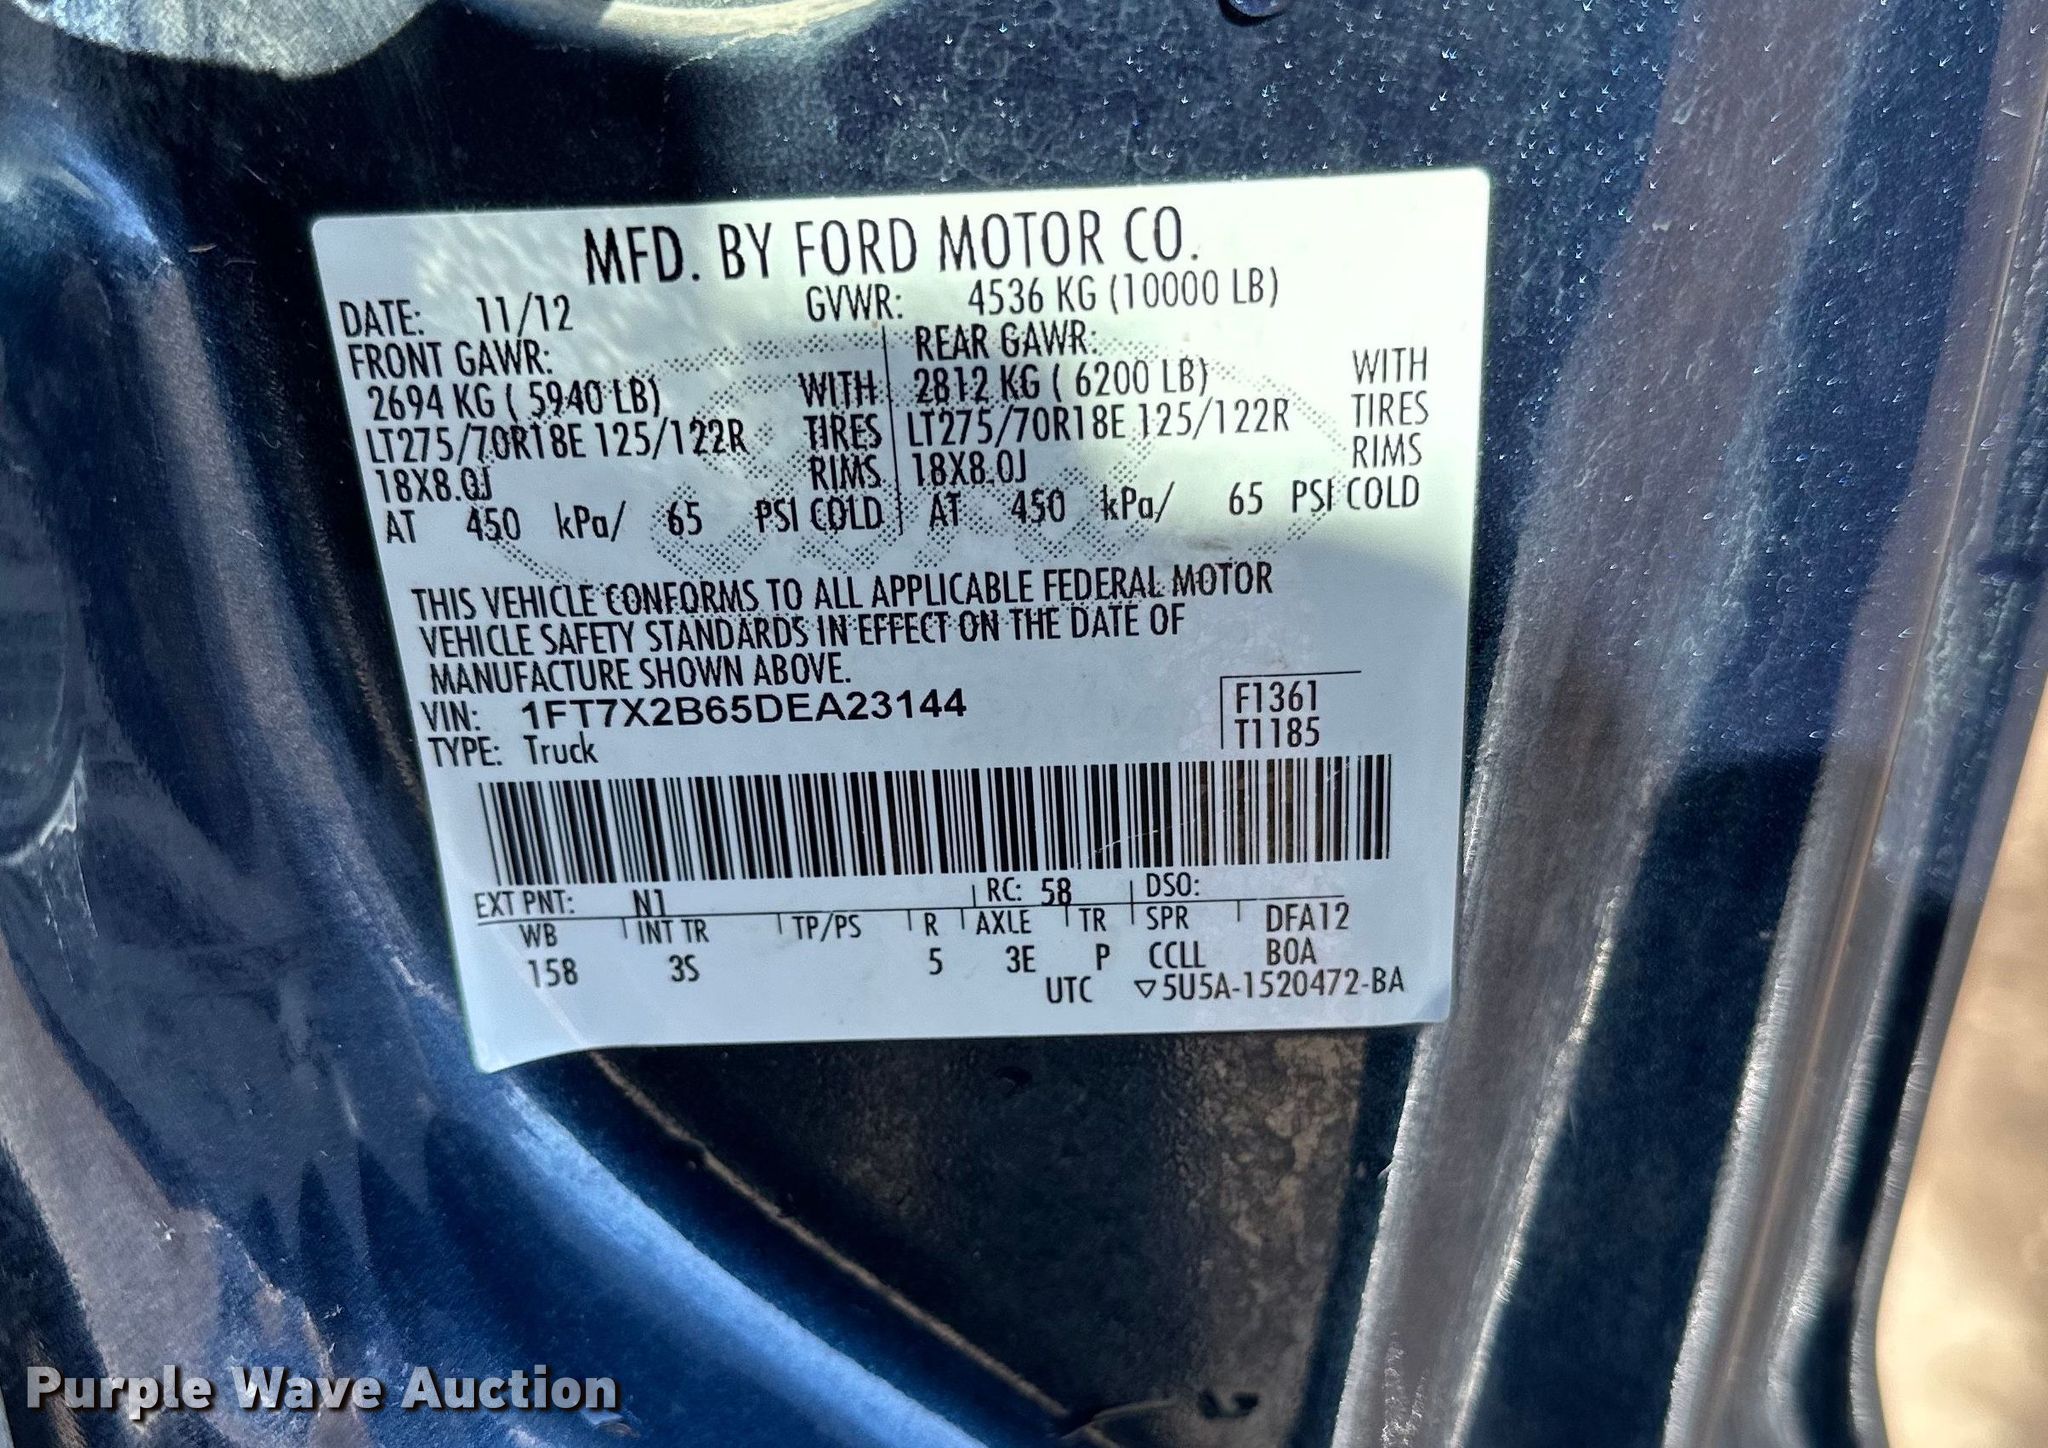 MFD. BY FORD MOTOR CO.
DATE: 11/12 GVWR: 4536 KG (10000 LB)
FRONT GAWR: REAR GAWR:
2694 KG ( 5940 LB) WITH 2812 KG ( 6200 LB) WITH
LT275/70R18E 125/122R TIRES LT275/70R18E 125/122R TIRES
18X8.0J RIMS 18X8.0J RIMS
AT 450 kPa/ 65 PSI COLD AT 450 kPa/ 65 PSI COLD
THIS VEHICLE CONFORMS TO ALL APPLICABLE FEDERAL MOTOR
VEHICLE SAFETY STANDARDS IN EFFECT ON THE DATE OF
MANUFACTURE SHOWN ABOVE.
VIN: 1FT7X2B65DEA23144 F1361
TYPE: Truck T1185
EXT PNT: N1 RC: 58 DSO:
WB INT TR TP/PS R AXLE TR SPR DFA12
158 3S 5 3E P CCLL BOA
UTC ▽5U5A-1520472-BA
Purple Wave Auction